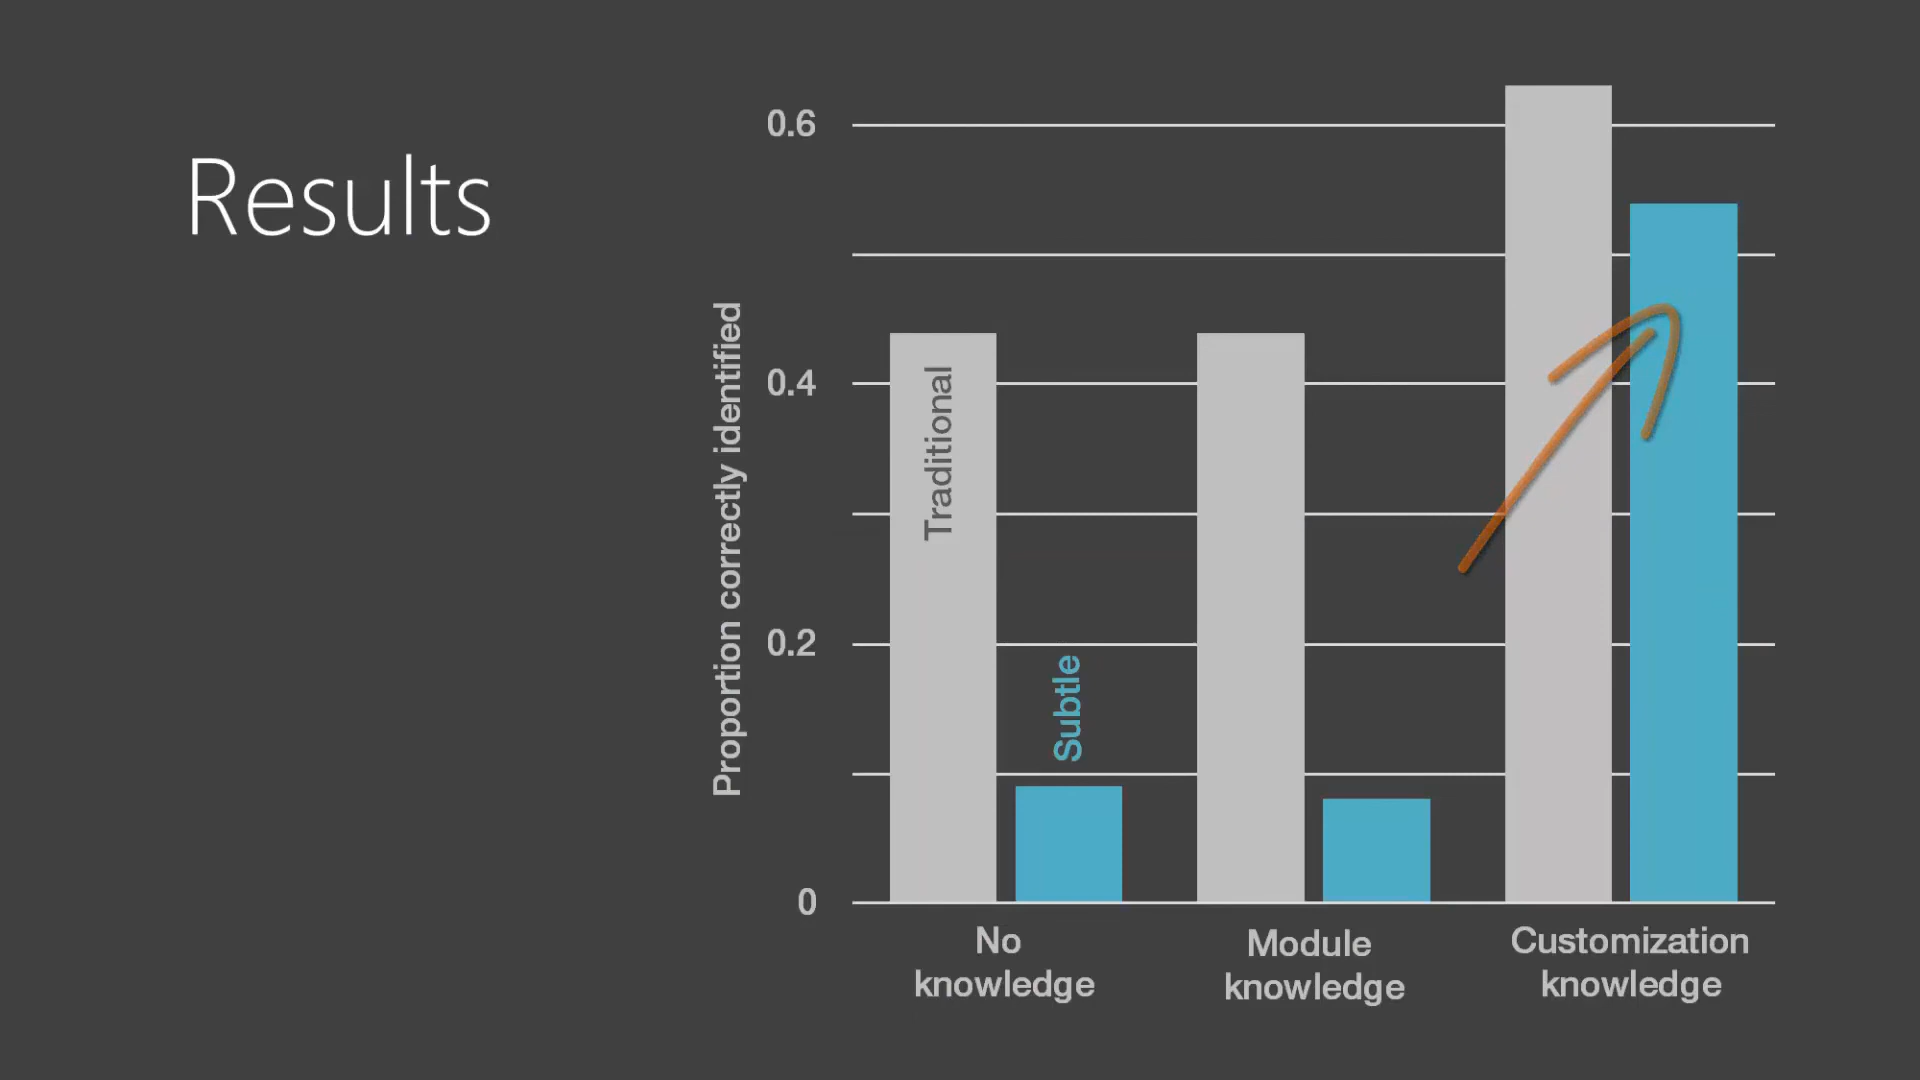 Results
Proportion correctly identified
0.6
0.4
0.2
0
Traditional
Subtle
No
knowledge
Module
knowledge
Customization
knowledge